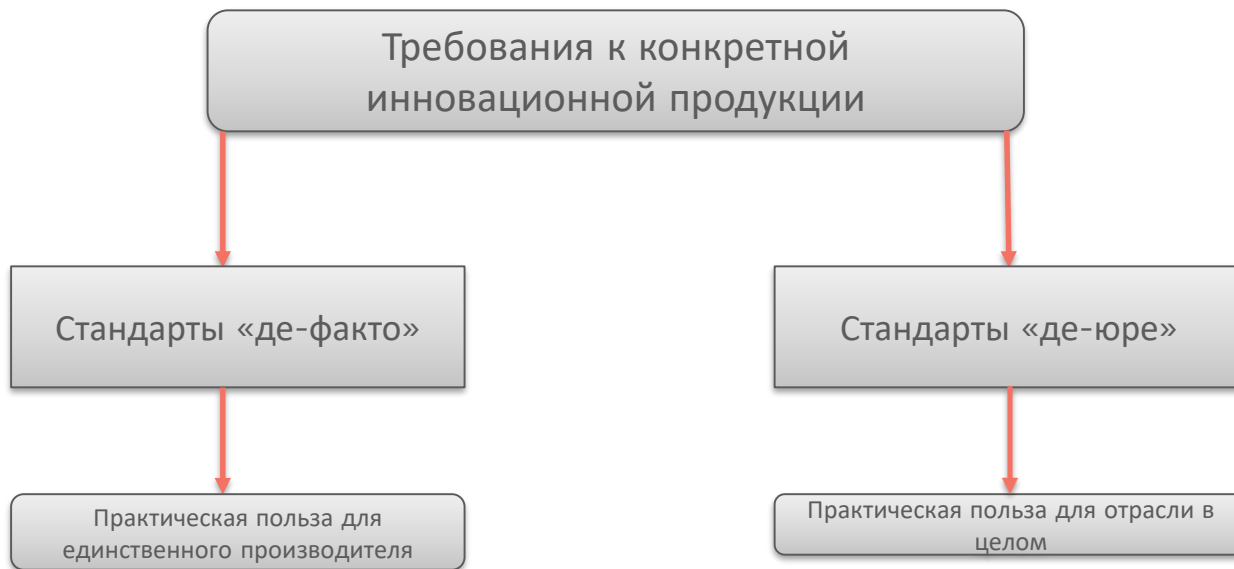 Требования к конкретной
инновационной продукции
Стандарты «де-факто»
Стандарты «де-юре»
Практическая польза для
единственного производителя
Практическая польза для отрасли в
целом